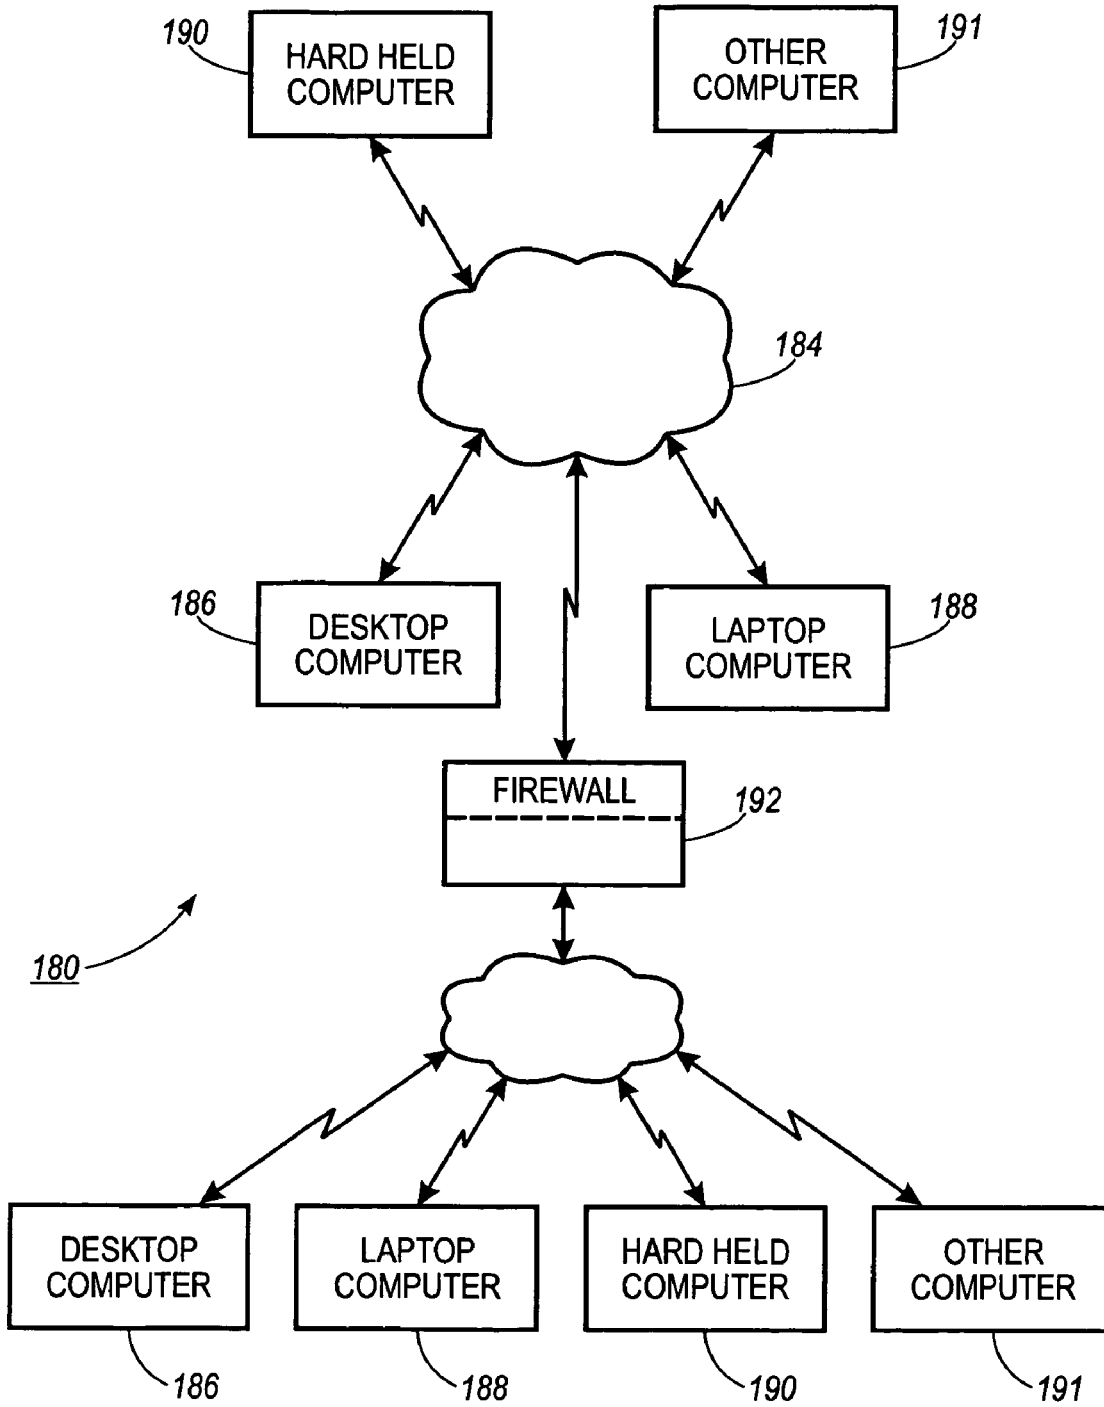 190
HARD HELD
COMPUTER
OTHER
COMPUTER
191
184
186
DESKTOP
COMPUTER
LAPTOP
COMPUTER
188
FIREWALL
192
180
DESKTOP
COMPUTER
LAPTOP
COMPUTER
HARD HELD
COMPUTER
OTHER
COMPUTER
186
188
190
191